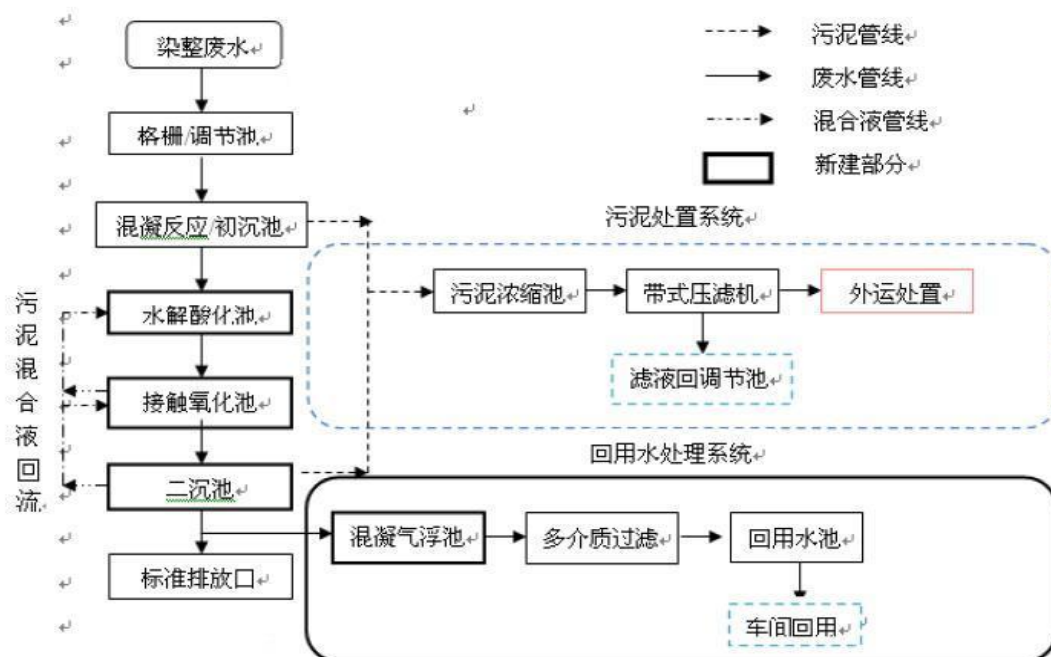 染整废水
污泥管线
废水管线
格栅/调节池
混合液管线
新建部分
混凝反应/初沉池
污泥处置系统
污泥浓缩池
带式压滤机
外运处置
水解酸化池
滤液回调节池
污泥混合液回流
接触氧化池
回用水处理系统
二沉池
混凝气浮池
多介质过滤
回用水池
标准排放口
车间回用